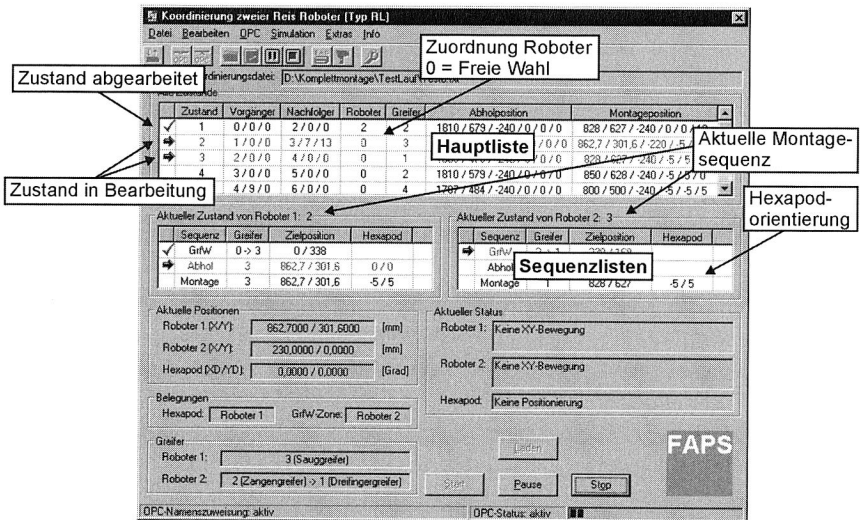 Koordinierung zweier Reis Roboter (Typ RL)
Datei Bearbeiten OPC Simulation Extras Info
Zuordnung Roboter
0 = Freie Wahl
Zustand abgearbeitet
D:\Komplettmontage\TestLauf\
Zustand Vorgänger Nachfolger Roboter Greifer Abholposition Montageposition
1 0/0/0 2/0/0 2 2 1810 / 679 / -240 / 0 / 0 / 0 828 / 627 / -240 / 0 / 0 /
2 1/0/0 3/7/13 0 3 / 0 / 0 862,7 / 301,6 / -220 / -5
3 2/0/0 4/0/0 0 1 828 / 627 / -240 / -5 / 5
4 3/0/0 5/0/0 0 2 1810 / 579 / -240 / 0 / 0 / 0 850 / 628 / -240 / -5 / 5 / 0
4/9/0 6/0/0 0 4 1707 / 484 / -240 / 0 / 0 / 0 800 / 500 / -240 / -5 / 5 / 5
Hauptliste
Aktuelle Montage-
sequenz
Zustand in Bearbeitung
Hexapod-
orientierung
Aktueller Zustand von Roboter 1: 2
Sequenz Greifer Zielposition Hexapod
GrfW 0 -> 3 0 / 338
Abhol 3 862,7 / 301,6 0 / 0
Montage 3 862,7 / 301,6 -5 / 5
Aktueller Zustand von Roboter 2: 3
Sequenz Greifer Zielposition Hexapod
GrfW
Abhol
Montage 1 828 / 627 -5 / 5
Sequenzlisten
Aktuelle Positionen
Roboter 1 (X/Y): 862,7000 / 301,6000 [mm]
Roboter 2 (X/Y): 230,0000 / 0,0000 [mm]
Hexapod (XD/YD): 0,0000 / 0,0000 [Grad]
Aktueller Status
Roboter 1: Keine XY-Bewegung
Roboter 2: Keine XY-Bewegung
Hexapod: Keine Positionierung
Belegungen
Hexapod: Roboter 1 GrfW-Zone: Roboter 2
Greifer
Roboter 1: 3 (Sauggreifer)
Roboter 2: 2 (Zangengreifer) -> 1 (Dreifingergreifer)
Laden
Start Pause Stop
FAPS
OPC-Namenszuweisung: aktiv OPC-Status: aktiv